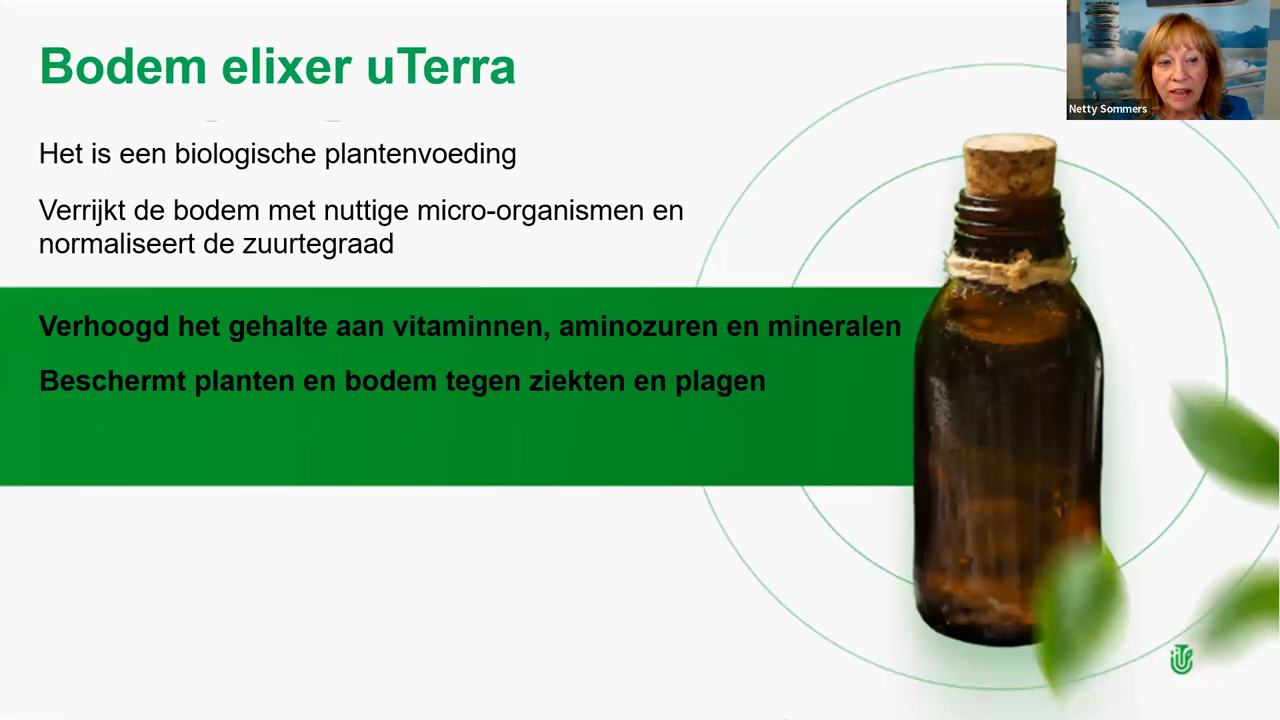 Bodem elixer uTerra
Netty Sommers
Het is een biologische plantenvoeding
Verrijkt de bodem met nuttige micro-organismen en
normaliseert de zuurtegraad
Verhoogd het gehalte aan vitaminnen, aminozuren en mineralen
Beschermt planten en bodem tegen ziekten en plagen